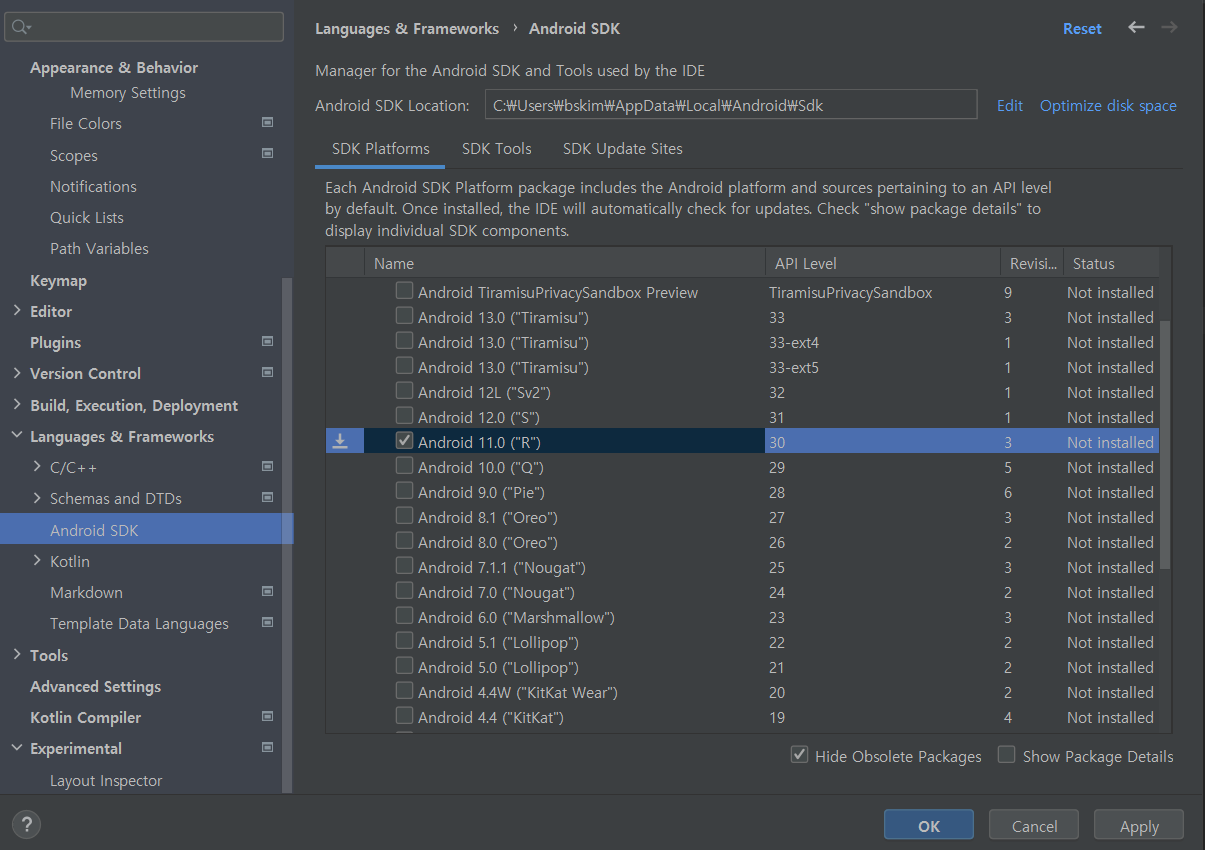 Appearance & Behavior
Memory Settings
File Colors
Scopes
Notifications
Quick Lists
Path Variables
Keymap
Editor
Plugins
Version Control
Build, Execution, Deployment
Languages & Frameworks
C/C++
Schemas and DTDs
Android SDK
Kotlin
Markdown
Template Data Languages
Tools
Advanced Settings
Kotlin Compiler
Experimental
Layout Inspector
?
Languages & Frameworks › Android SDK Reset
Manager for the Android SDK and Tools used by the IDE
Android SDK Location: C:₩Users₩bskim₩AppData₩Local₩Android₩Sdk Edit Optimize disk space
SDK Platforms SDK Tools SDK Update Sites
Each Android SDK Platform package includes the Android platform and sources pertaining to an API level
by default. Once installed, the IDE will automatically check for updates. Check "show package details" to
display individual SDK components.
Name API Level Revisi... Status
Android TiramisuPrivacySandbox Preview TiramisuPrivacySandbox 9 Not installed
Android 13.0 ("Tiramisu") 33 3 Not installed
Android 13.0 ("Tiramisu") 33-ext4 1 Not installed
Android 13.0 ("Tiramisu") 33-ext5 1 Not installed
Android 12L ("Sv2") 32 1 Not installed
Android 12.0 ("S") 31 1 Not installed
Android 11.0 ("R") 30 3 Not installed
Android 10.0 ("Q") 29 5 Not installed
Android 9.0 ("Pie") 28 6 Not installed
Android 8.1 ("Oreo") 27 3 Not installed
Android 8.0 ("Oreo") 26 2 Not installed
Android 7.1.1 ("Nougat") 25 3 Not installed
Android 7.0 ("Nougat") 24 2 Not installed
Android 6.0 ("Marshmallow") 23 3 Not installed
Android 5.1 ("Lollipop") 22 2 Not installed
Android 5.0 ("Lollipop") 21 2 Not installed
Android 4.4W ("KitKat Wear") 20 2 Not installed
Android 4.4 ("KitKat") 19 4 Not installed
Hide Obsolete Packages Show Package Details
OK Cancel Apply